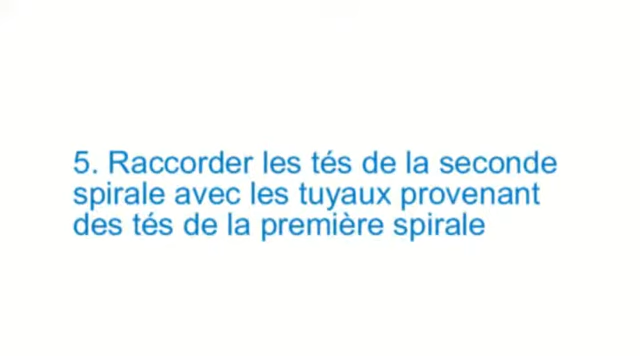 5. Raccorder les tés de la seconde
spirale avec les tuyaux provenant
des tés de la première spirale